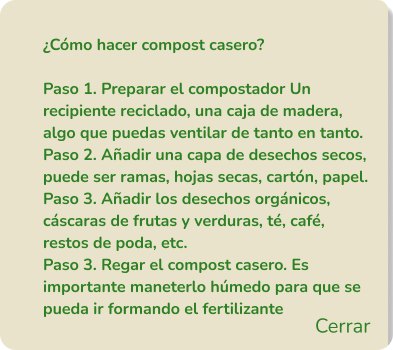 ¿Cómo hacer compost casero?
Paso 1. Preparar el compostador Un
recipiente reciclado, una caja de madera,
algo que puedas ventilar de tanto en tanto.
Paso 2. Añadir una capa de desechos secos,
puede ser ramas, hojas secas, cartón, papel.
Paso 3. Añadir los desechos orgánicos,
cáscaras de frutas y verduras, té, café,
restos de poda, etc.
Paso 3. Regar el compost casero. Es
importante maneterlo húmedo para que se
pueda ir formando el fertilizante
Cerrar